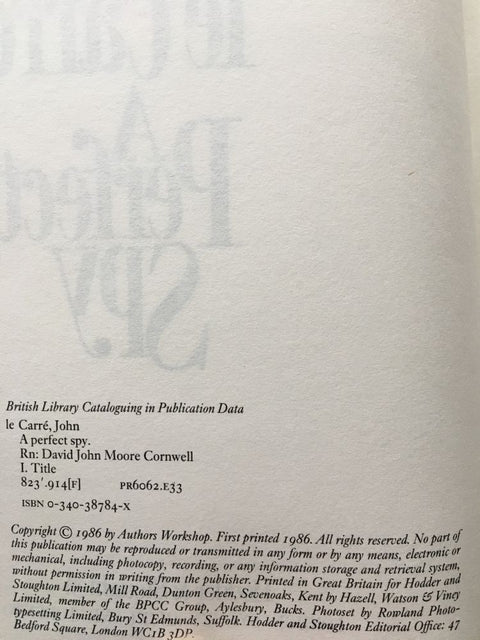 le Carré
A
Perfect
Spy
British Library Cataloguing in Publication Data
le Carré, John
A perfect spy.
Rn: David John Moore Cornwell
I. Title
823'.914[F] PR6062.E33
ISBN 0-340-38784-X
Copyright © 1986 by Authors Workshop. First printed 1986. All rights reserved. No part of
this publication may be reproduced or transmitted in any form or by any means, electronic or
mechanical, including photocopy, recording, or any information storage and retrieval system,
without permission in writing from the publisher. Printed in Great Britain for Hodder and
Stoughton Limited, Mill Road, Dunton Green, Sevenoaks, Kent by Hazell, Watson & Viney
Limited, member of the BPCC Group, Aylesbury, Bucks. Photoset by Rowland Photo-
typesetting Limited, Bury St Edmunds, Suffolk. Hodder and Stoughton Editorial Office: 47
Bedford Square, London WC1B 3DP.